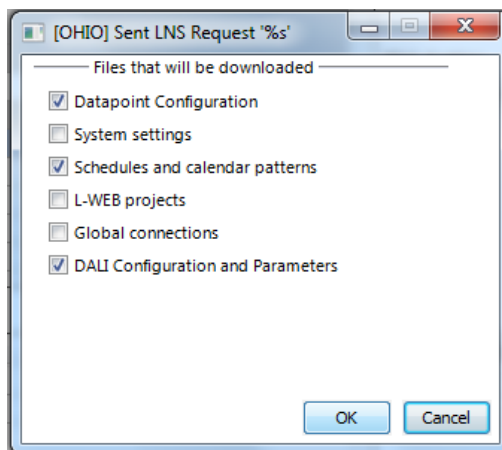 [OHIO] Sent LNS Request '%s'
Files that will be downloaded
Datapoint Configuration
System settings
Schedules and calendar patterns
L-WEB projects
Global connections
DALI Configuration and Parameters
OK Cancel